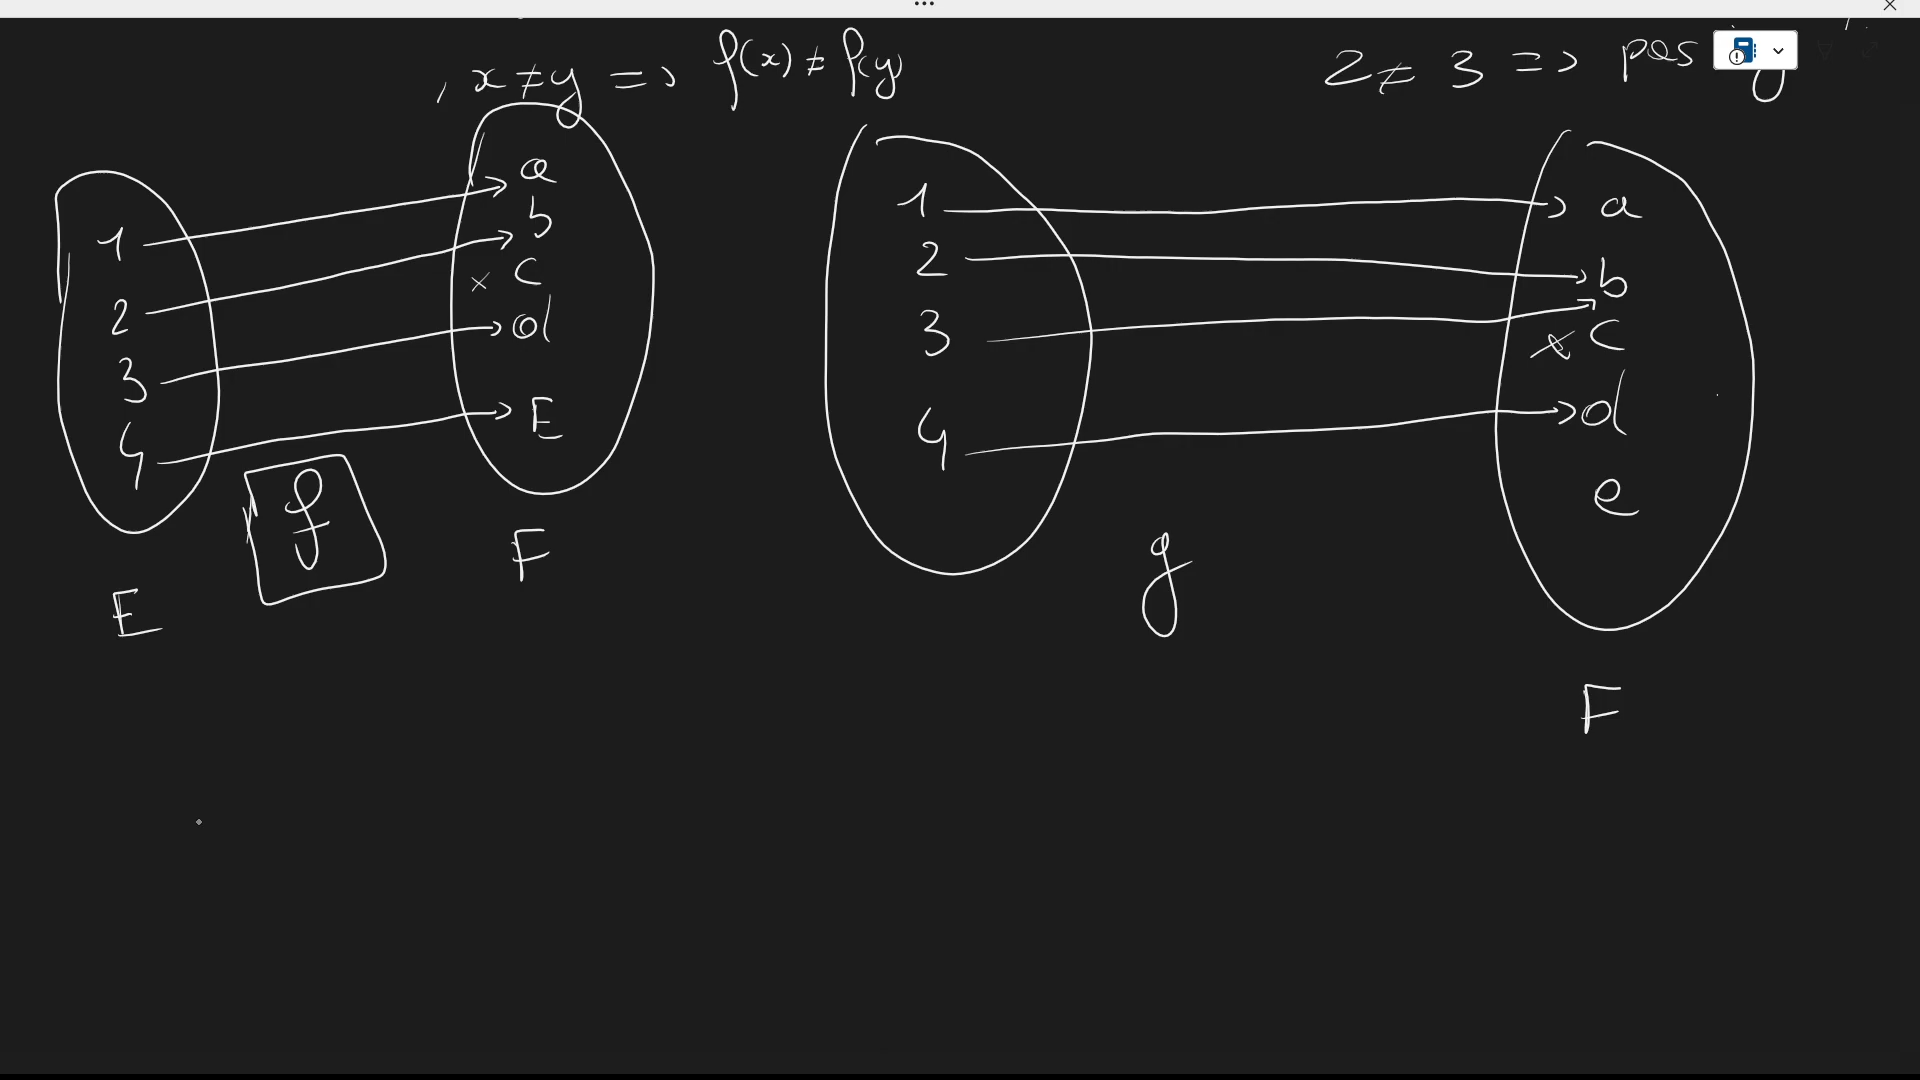 , x ≠ y => f(x) ≠ f(y)
2 ≠ 3 => pas
1
2
3
4
a
b
x c
d
E
f
E
F
1
2
3
4
a
b
x c
d
e
g
F